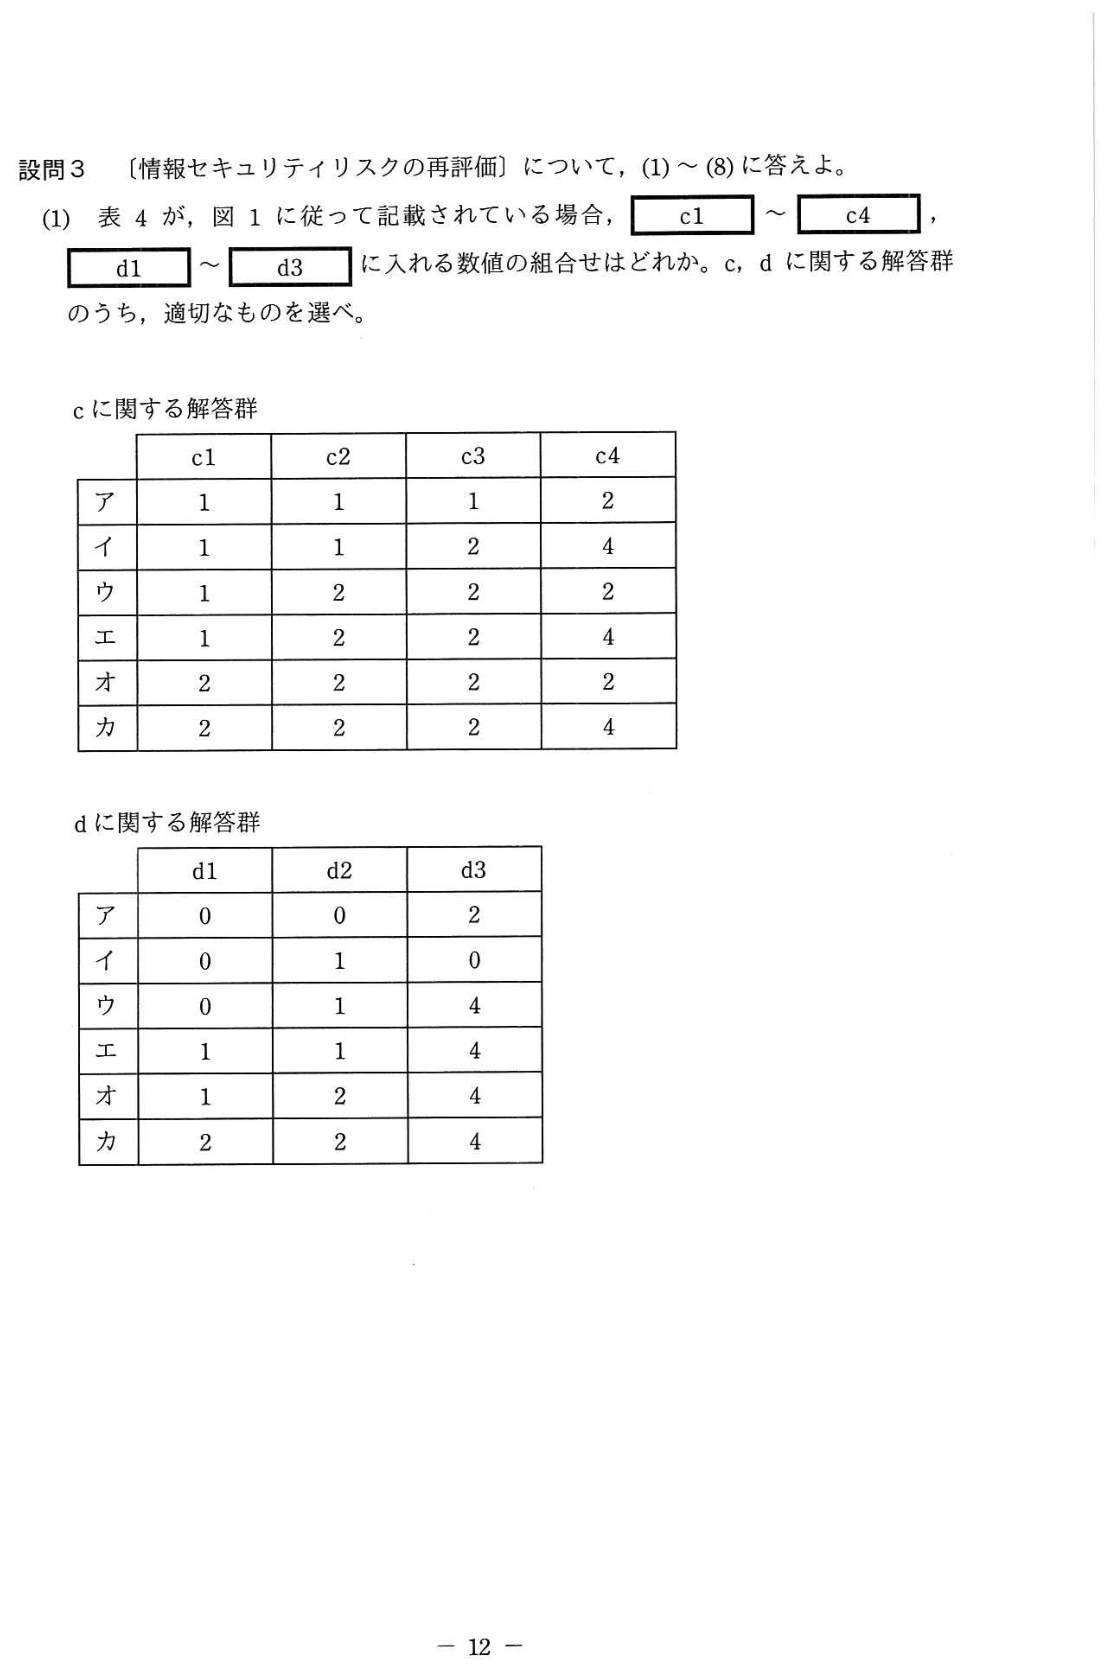 設問3 〔情報セキュリティリスクの再評価〕について，(1)～(8)に答えよ。
(1) 表 4 が，図 1 に従って記載されている場合， c1 ～ c4 ，
d1 ～ d3 に入れる数値の組合せはどれか。c，d に関する解答群
のうち，適切なものを選べ。
c に関する解答群
c1 c2 c3 c4
ア 1 1 1 2
イ 1 1 2 4
ウ 1 2 2 2
エ 1 2 2 4
オ 2 2 2 2
カ 2 2 2 4
d に関する解答群
d1 d2 d3
ア 0 0 2
イ 0 1 0
ウ 0 1 4
エ 1 1 4
オ 1 2 4
カ 2 2 4
－ 12 －